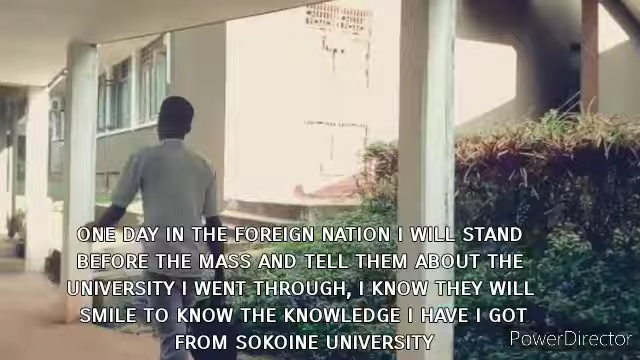 ONE DAY IN THE FOREIGN NATION I WILL STAND
BEFORE THE MASS AND TELL THEM ABOUT THE
UNIVERSITY I WENT THROUGH, I KNOW THEY WILL
SMILE TO KNOW THE KNOWLEDGE I HAVE I GOT
FROM SOKOINE UNIVERSITY
PowerDirector